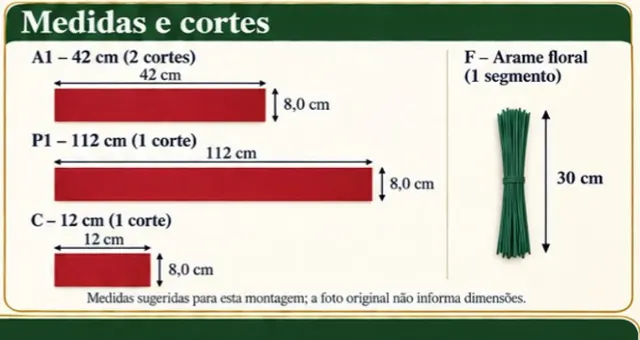 Medidas e cortes
A1 – 42 cm (2 cortes)
42 cm
8,0 cm
P1 – 112 cm (1 corte)
112 cm
8,0 cm
C – 12 cm (1 corte)
12 cm
8,0 cm
F – Arame floral
(1 segmento)
30 cm
Medidas sugeridas para esta montagem; a foto original não informa dimensões.